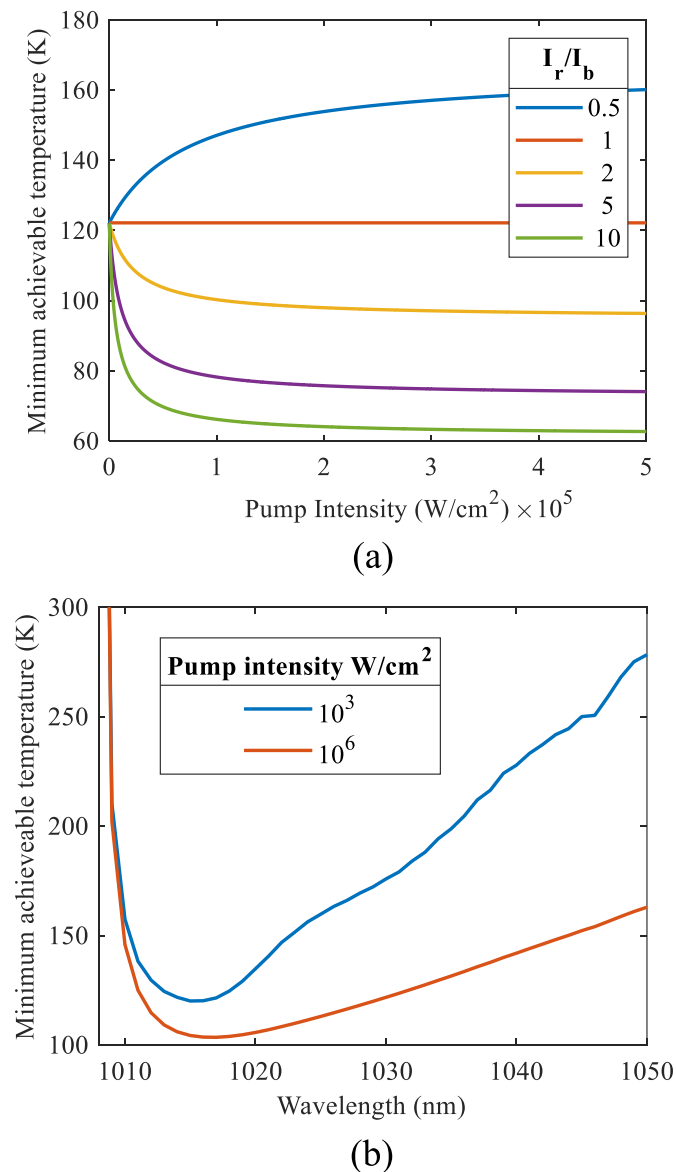 180
160
140
120
100
80
60
Minimum achievable temperature (K)
I_r/I_b
0.5
1
2
5
10
0 1 2 3 4 5
Pump Intensity (W/cm²) ×10⁵
(a)
300
250
200
150
100
Minimum achieveable temperature (K)
Pump intensity W/cm²
10³
10⁶
1010 1020 1030 1040 1050
Wavelength (nm)
(b)